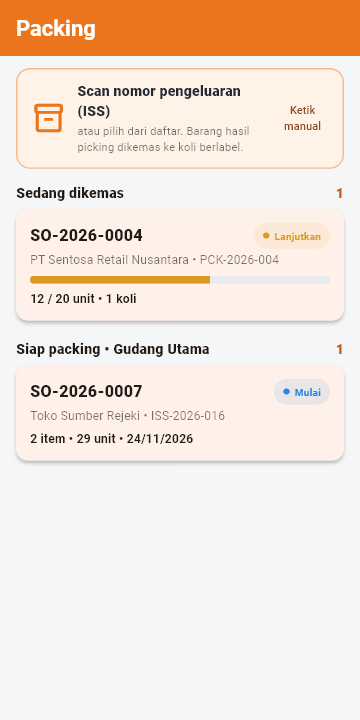 Packing
Scan nomor pengeluaran
(ISS)
atau pilih dari daftar. Barang hasil
picking dikemas ke koli berlabel.
Ketik
manual
Sedang dikemas
1
SO-2026-0004
Lanjutkan
PT Sentosa Retail Nusantara • PCK-2026-004
12 / 20 unit • 1 koli
Siap packing • Gudang Utama
1
SO-2026-0007
Mulai
Toko Sumber Rejeki • ISS-2026-016
2 item • 29 unit • 24/11/2026